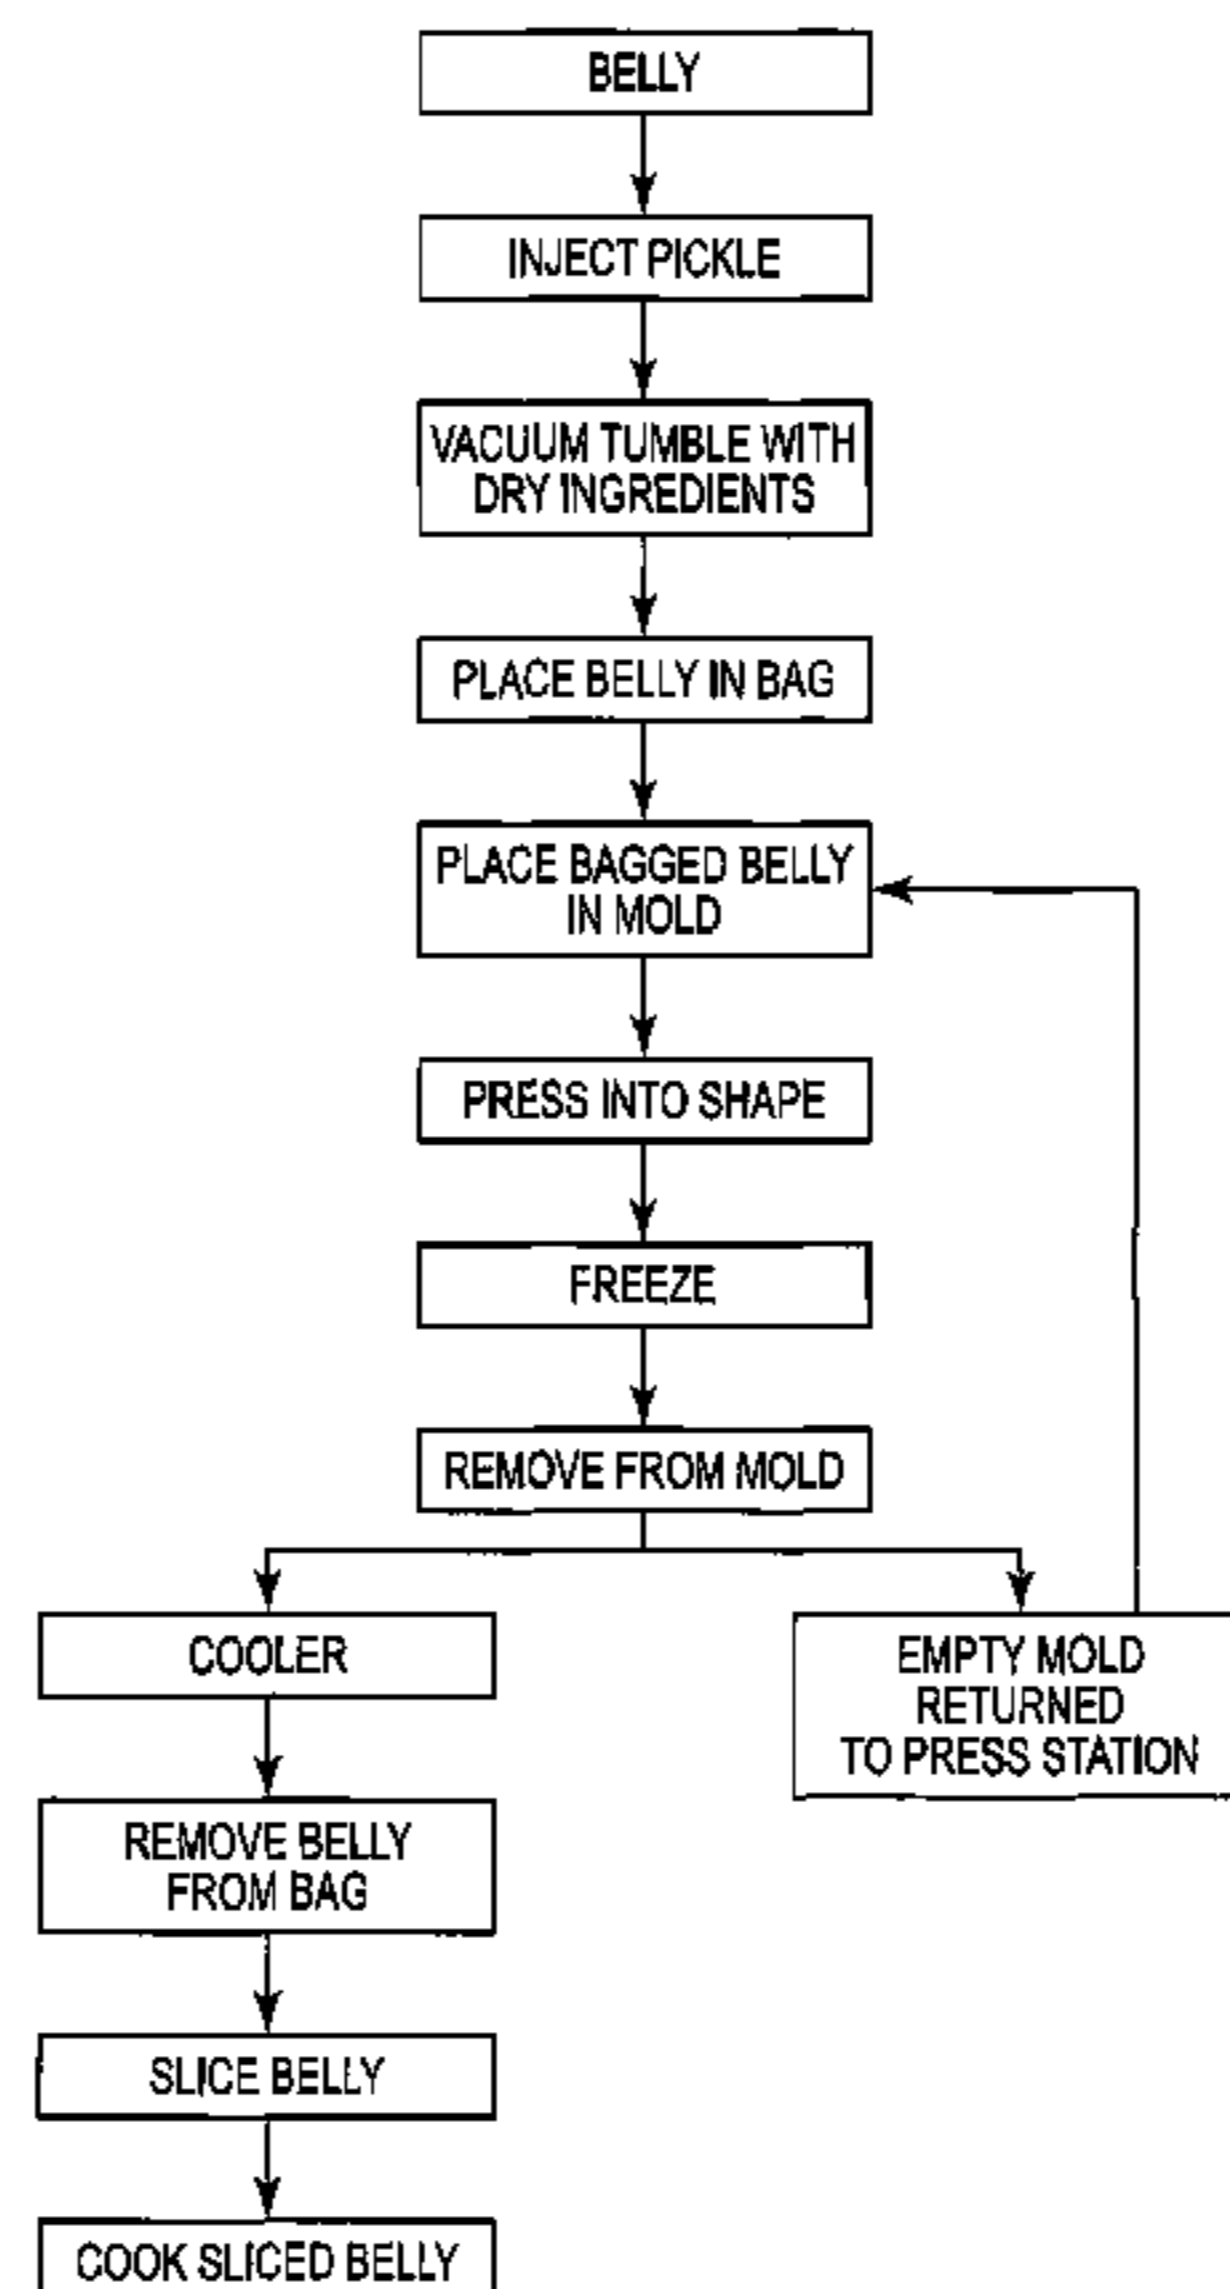 BELLY
INJECT PICKLE
VACUUM TUMBLE WITH
DRY INGREDIENTS
PLACE BELLY IN BAG
PLACE BAGGED BELLY
IN MOLD
PRESS INTO SHAPE
FREEZE
REMOVE FROM MOLD
COOLER
EMPTY MOLD
RETURNED
TO PRESS STATION
REMOVE BELLY
FROM BAG
SLICE BELLY
COOK SLICED BELLY